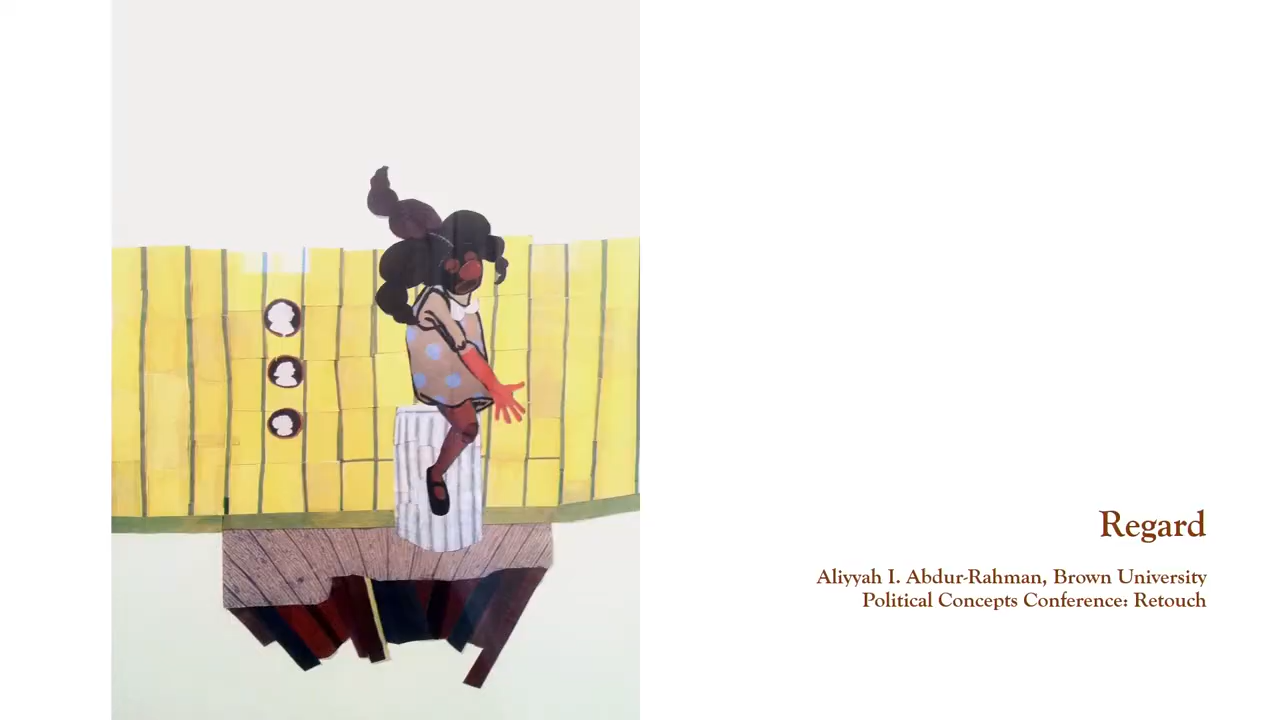 Regard
Aliyyah I. Abdur-Rahman, Brown University
Political Concepts Conference: Retouch